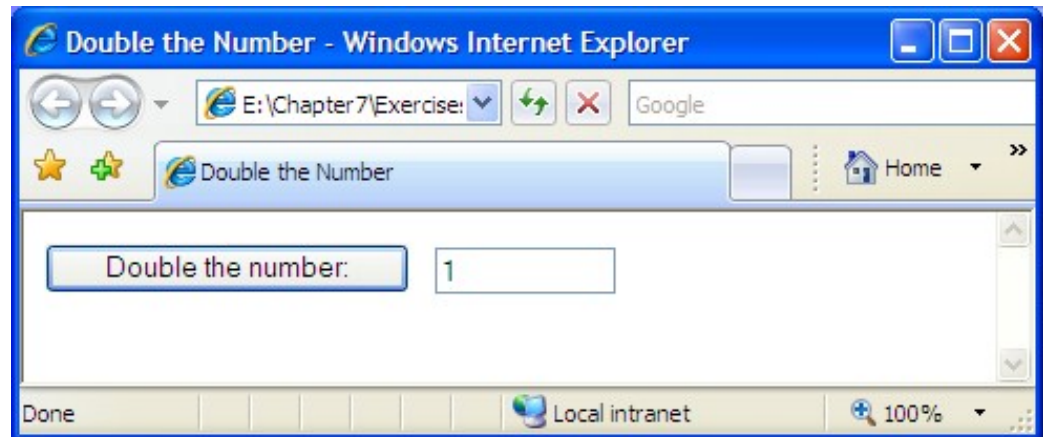 Double the Number - Windows Internet Explorer
E:\Chapter7\Exercise:
Google
Double the Number
Home
»
Double the number:
1
Done
Local intranet
100%